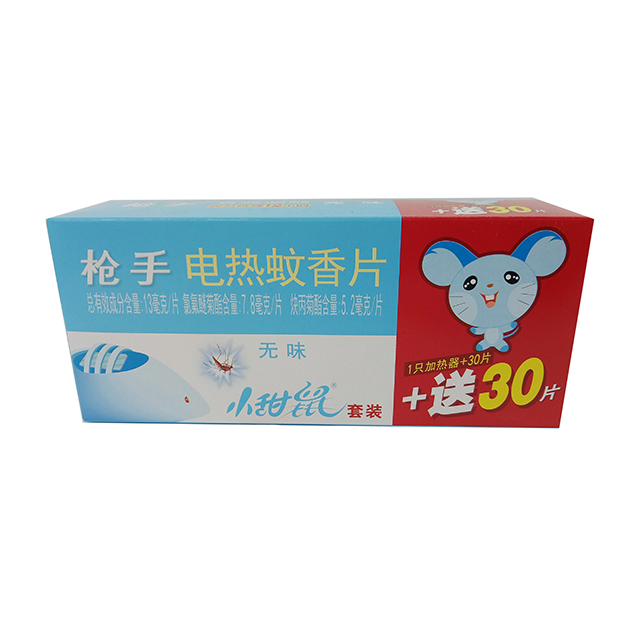 +送30片
枪手 电热蚊香片
总有效成分含量:13毫克/片 氯氟醚菊酯含量:7.8毫克/片 炔丙菊酯含量:5.2毫克/片
无味
小甜鼠® 套装
1只加热器+30片
+送30片